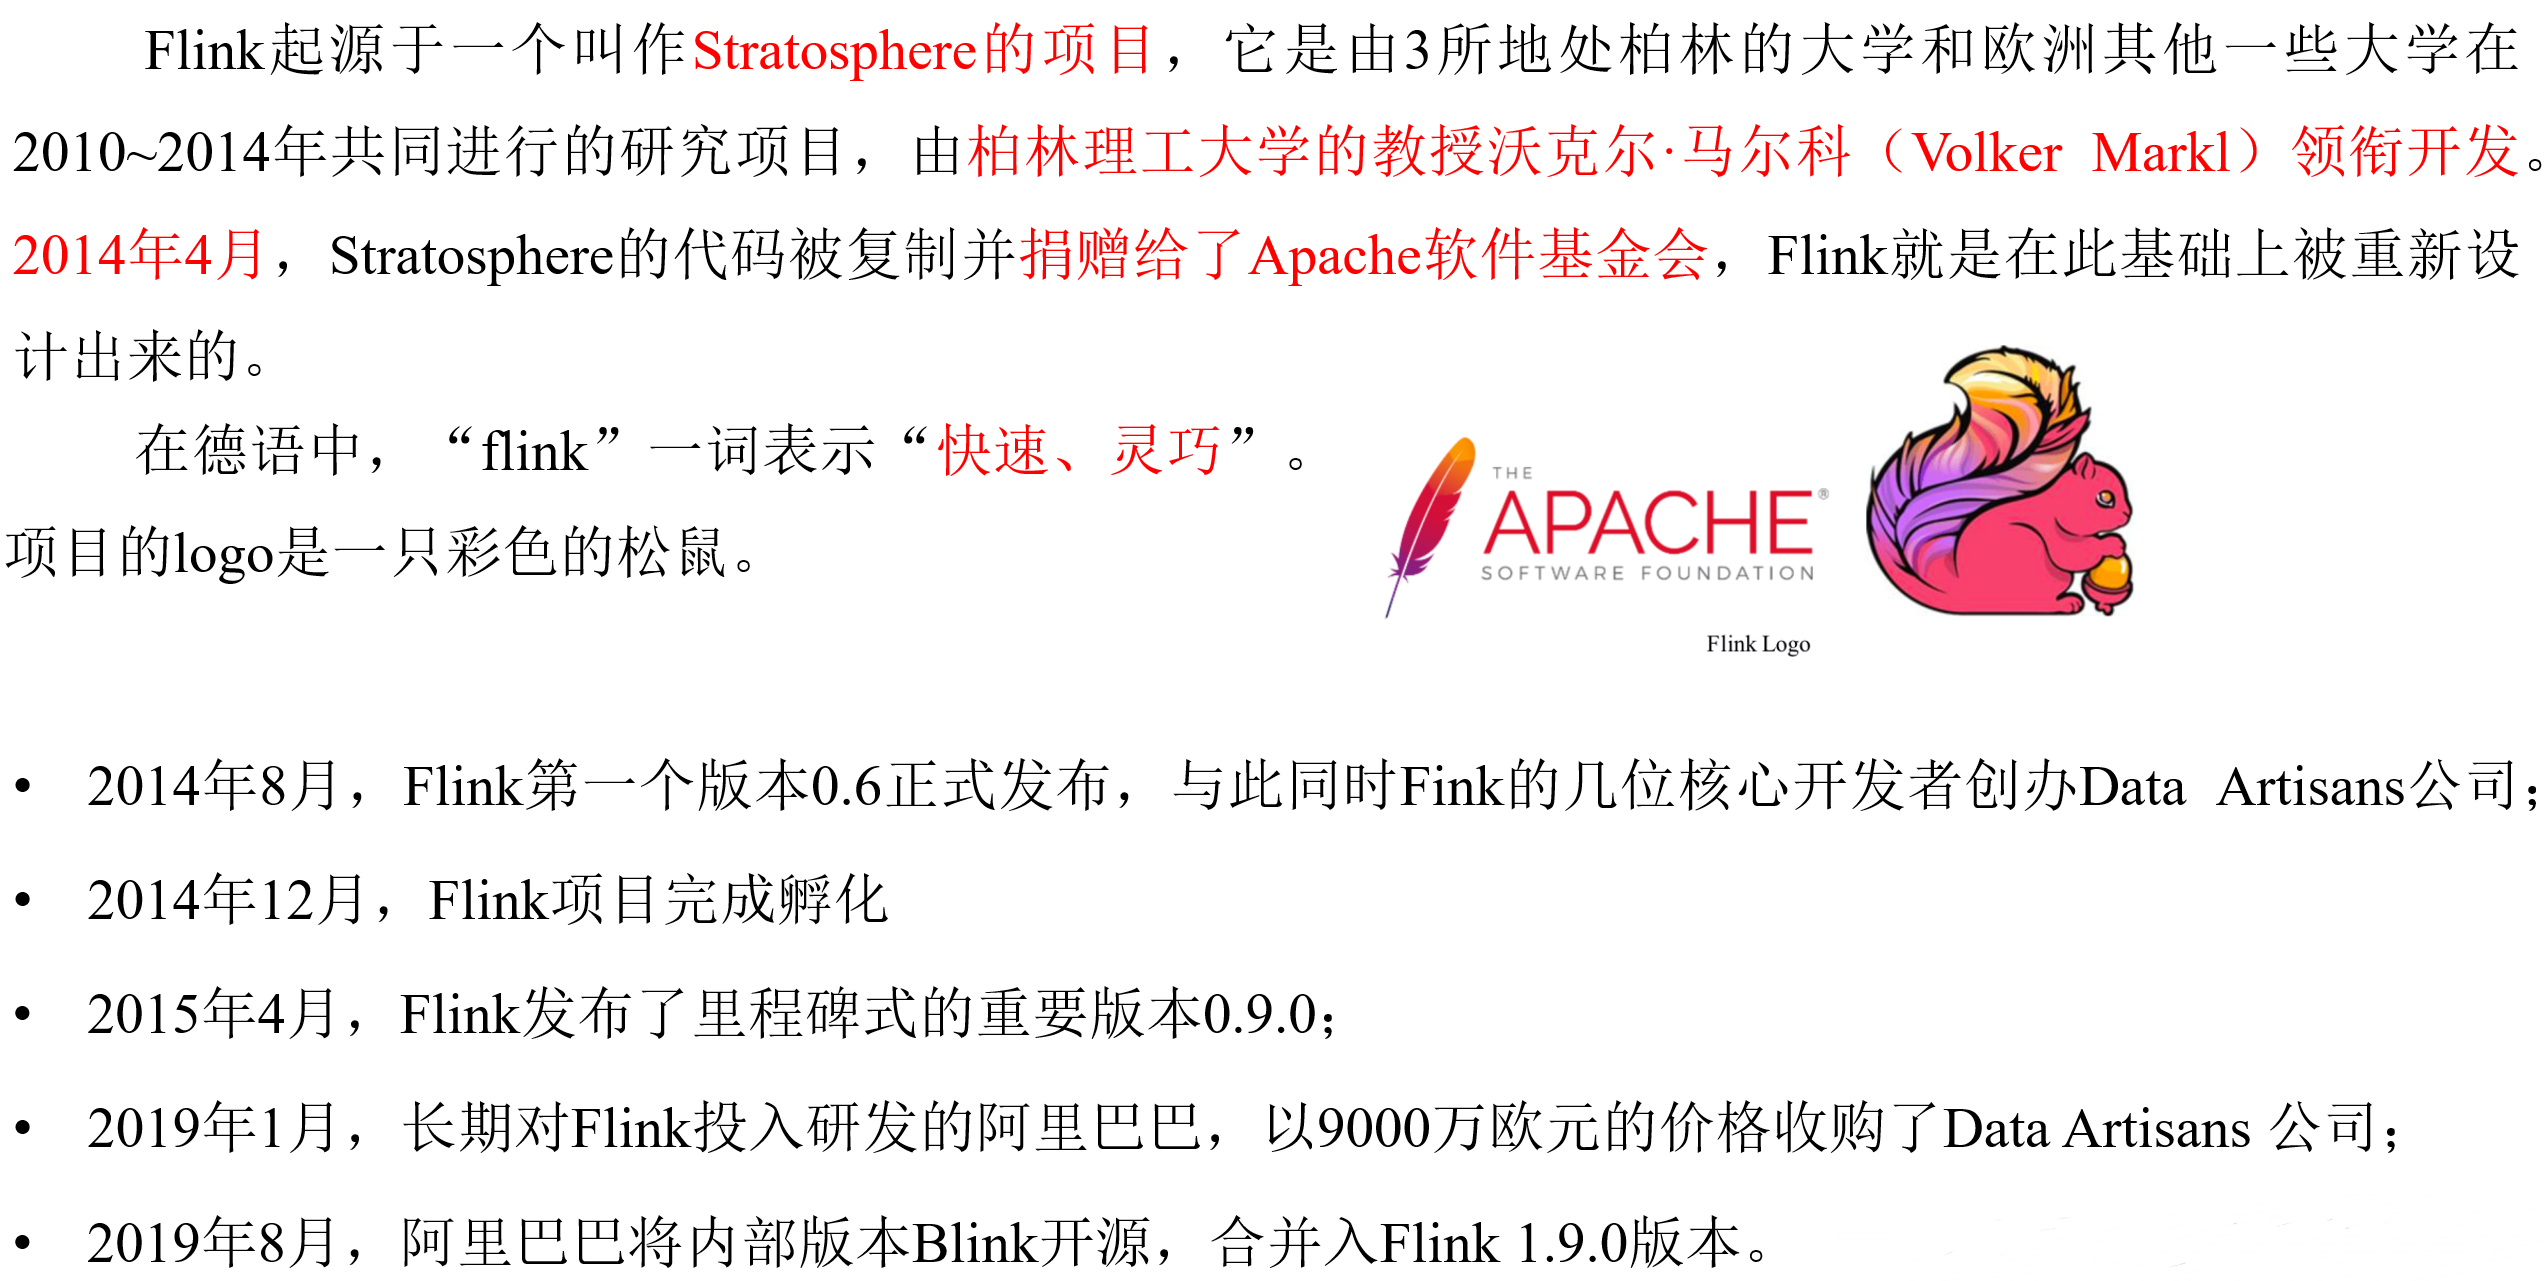 Flink起源于一个叫作Stratosphere的项目，它是由3所地处柏林的大学和欧洲其他一些大学在
2010~2014年共同进行的研究项目，由柏林理工大学的教授沃克尔·马尔科（Volker Markl）领衔开发。
2014年4月，Stratosphere的代码被复制并捐赠给了Apache软件基金会，Flink就是在此基础上被重新设
计出来的。
在德语中，“flink”一词表示“快速、灵巧”。
项目的logo是一只彩色的松鼠。
THE
APACHE®
SOFTWARE FOUNDATION
Flink Logo
• 2014年8月，Flink第一个版本0.6正式发布，与此同时Fink的几位核心开发者创办Data Artisans公司；
• 2014年12月，Flink项目完成孵化
• 2015年4月，Flink发布了里程碑式的重要版本0.9.0；
• 2019年1月，长期对Flink投入研发的阿里巴巴，以9000万欧元的价格收购了Data Artisans 公司；
• 2019年8月，阿里巴巴将内部版本Blink开源，合并入Flink 1.9.0版本。